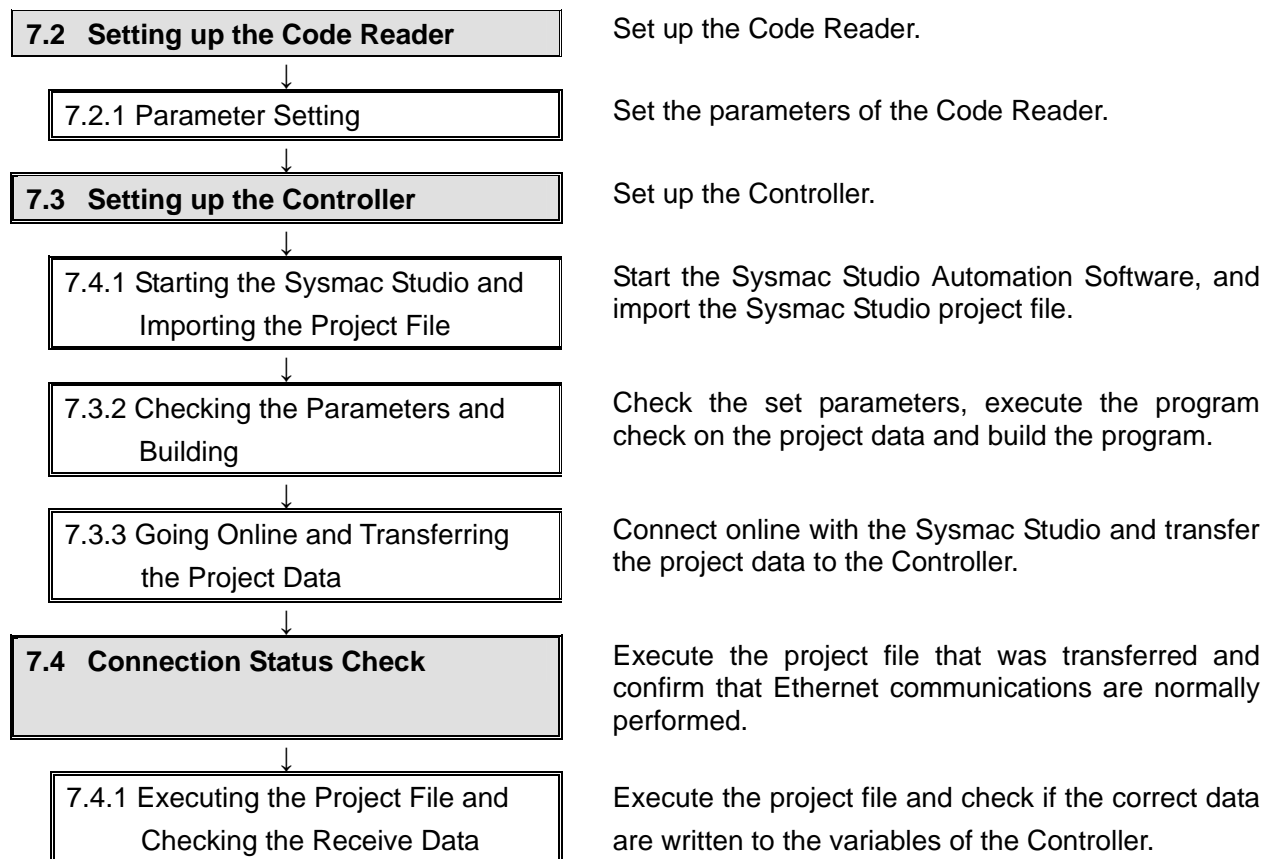 7.2 Setting up the Code Reader
Set up the Code Reader.
↓
7.2.1 Parameter Setting
Set the parameters of the Code Reader.
↓
7.3 Setting up the Controller
Set up the Controller.
↓
7.4.1 Starting the Sysmac Studio and
Importing the Project File
Start the Sysmac Studio Automation Software, and
import the Sysmac Studio project file.
↓
7.3.2 Checking the Parameters and
Building
Check the set parameters, execute the program
check on the project data and build the program.
↓
7.3.3 Going Online and Transferring
the Project Data
Connect online with the Sysmac Studio and transfer
the project data to the Controller.
↓
7.4 Connection Status Check
Execute the project file that was transferred and
confirm that Ethernet communications are normally
performed.
↓
7.4.1 Executing the Project File and
Checking the Receive Data
Execute the project file and check if the correct data
are written to the variables of the Controller.